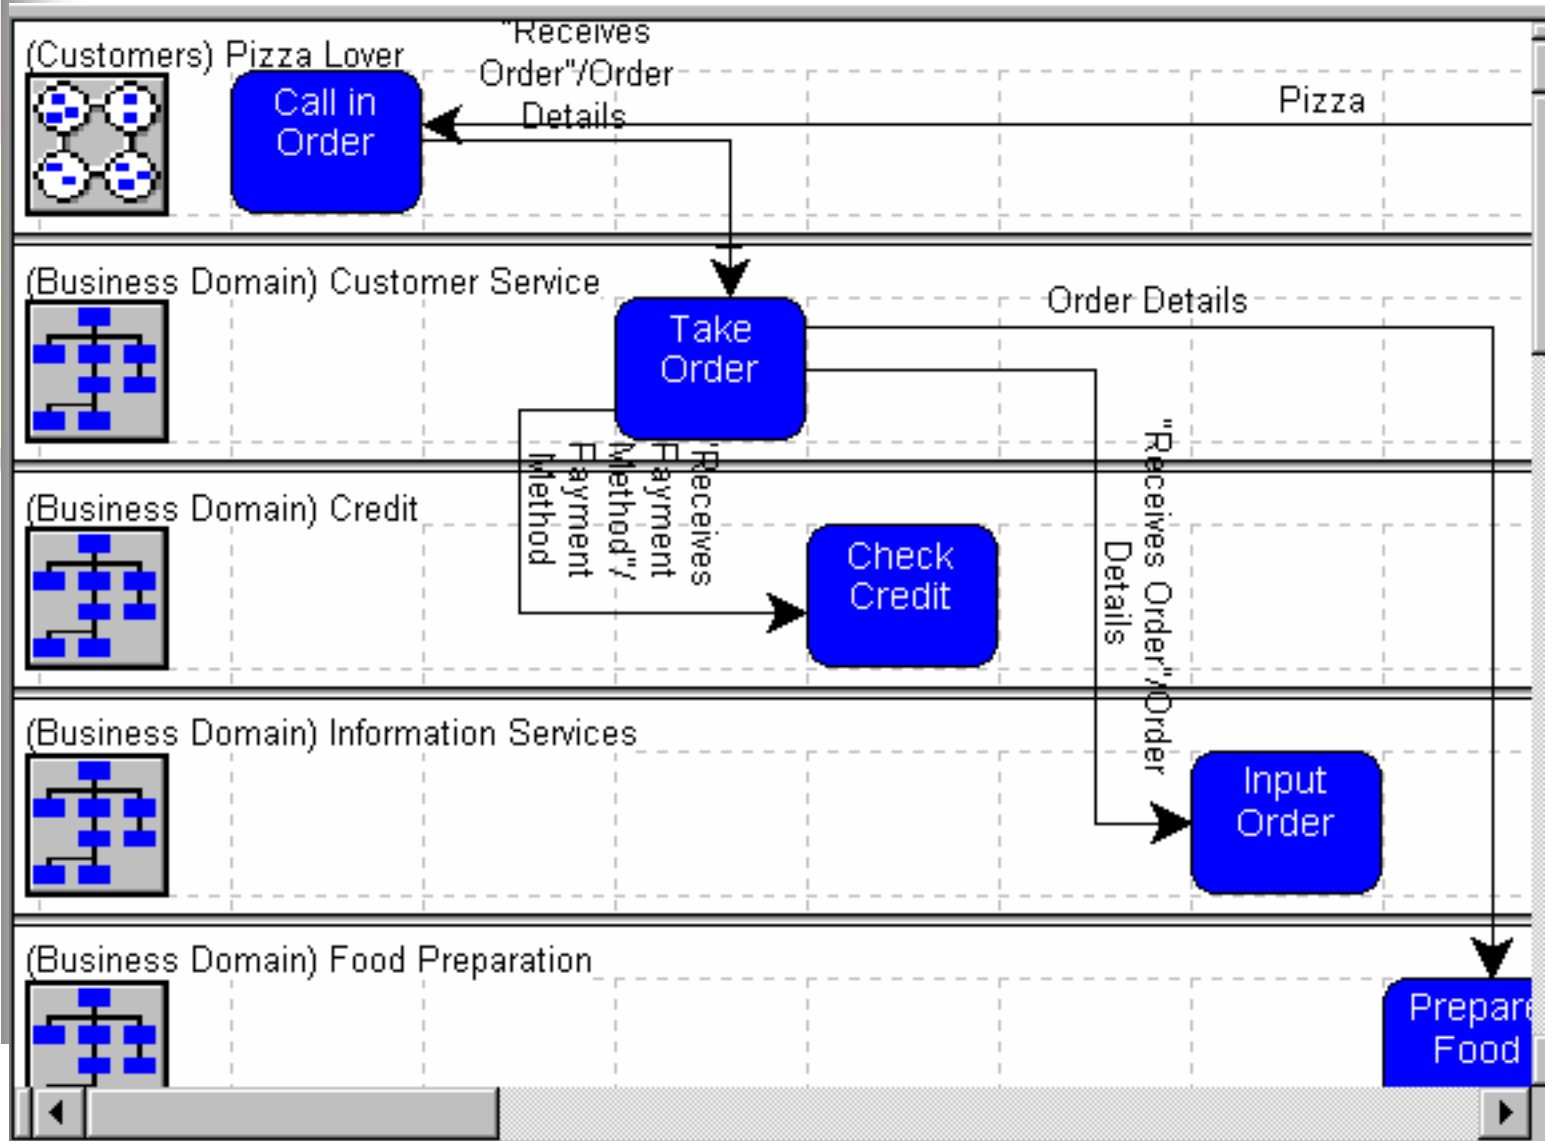 "Receives
Order"/Order
Details
(Customers) Pizza Lover
Call in
Order
Pizza
(Business Domain) Customer Service
Take
Order
Order Details
"Receives
Payment
Method"/
Payment
Method
"Receives Order"/Order
Details
(Business Domain) Credit
Check
Credit
(Business Domain) Information Services
Input
Order
(Business Domain) Food Preparation
Prepare
Food